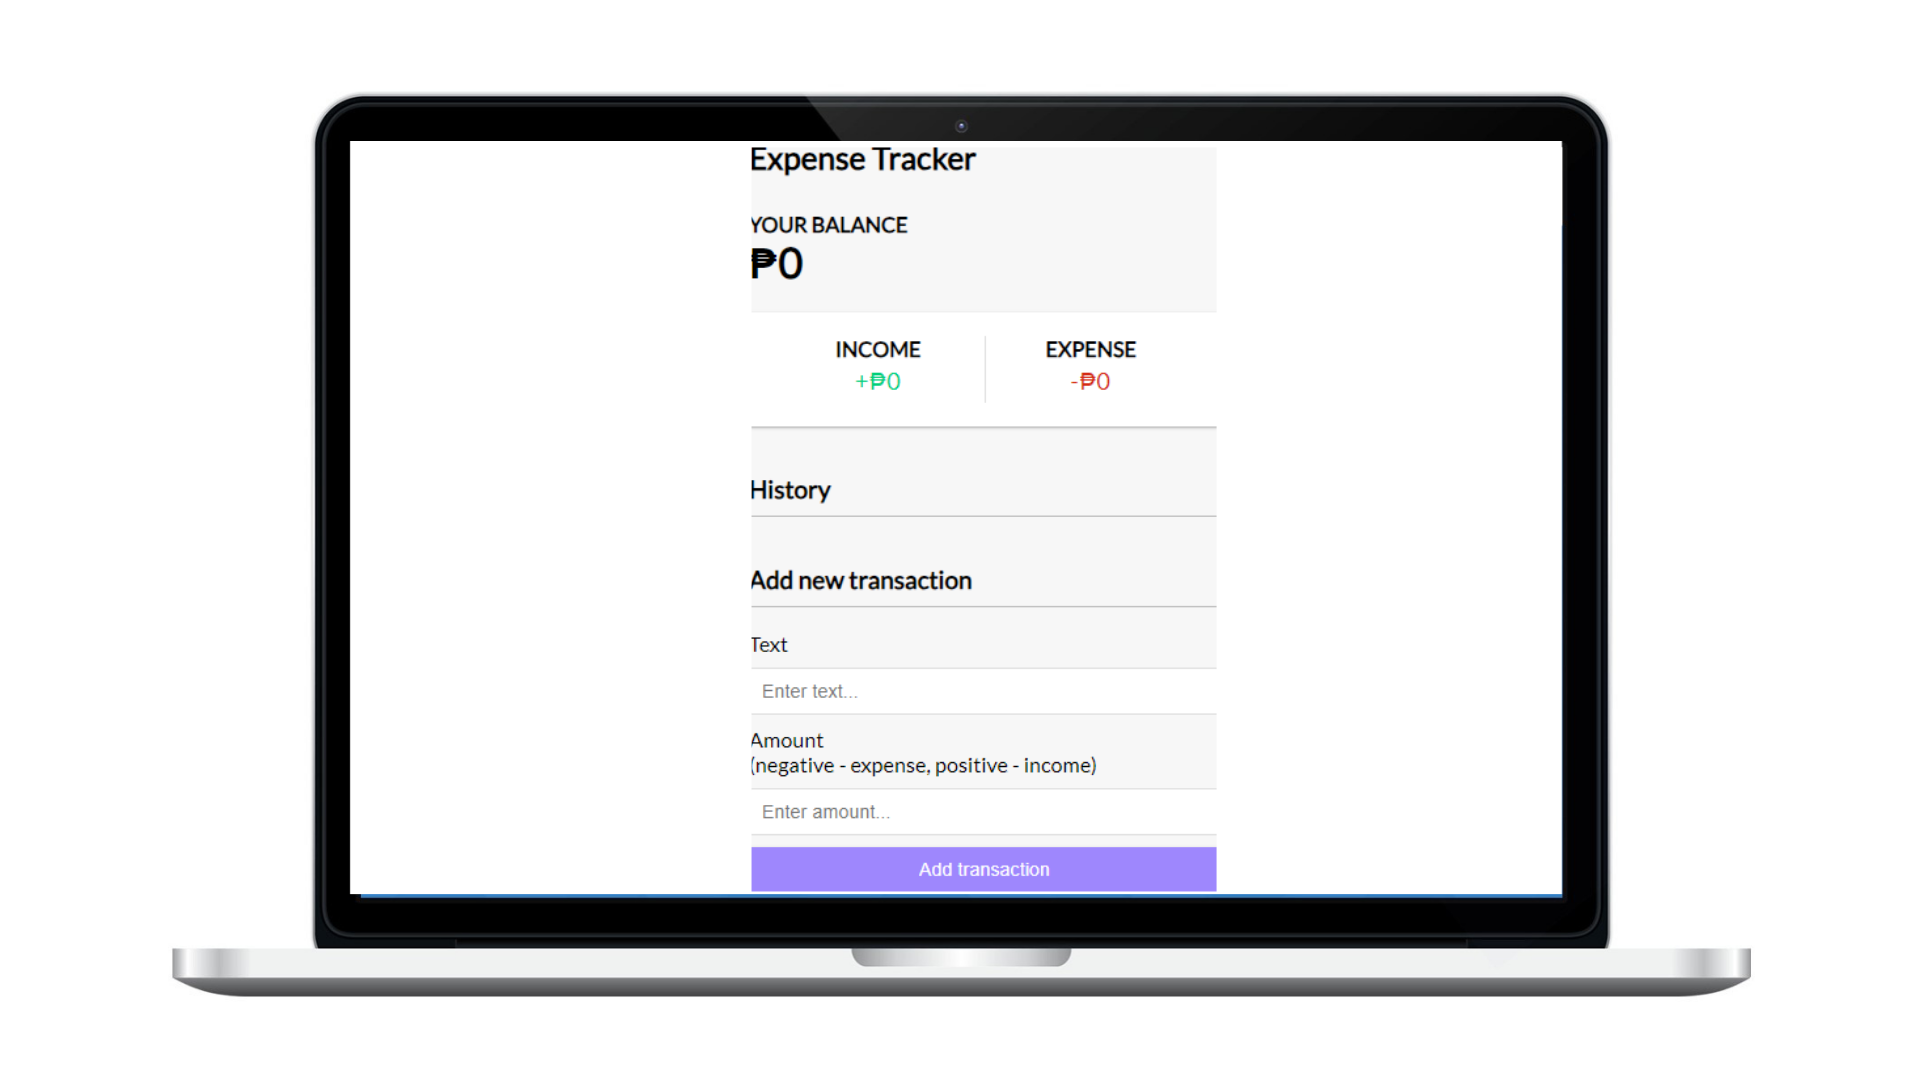 Expense Tracker
YOUR BALANCE
₱0
INCOME
EXPENSE
+₱0
-₱0
History
Add new transaction
Text
Enter text...
Amount
(negative - expense, positive - income)
Enter amount...
Add transaction